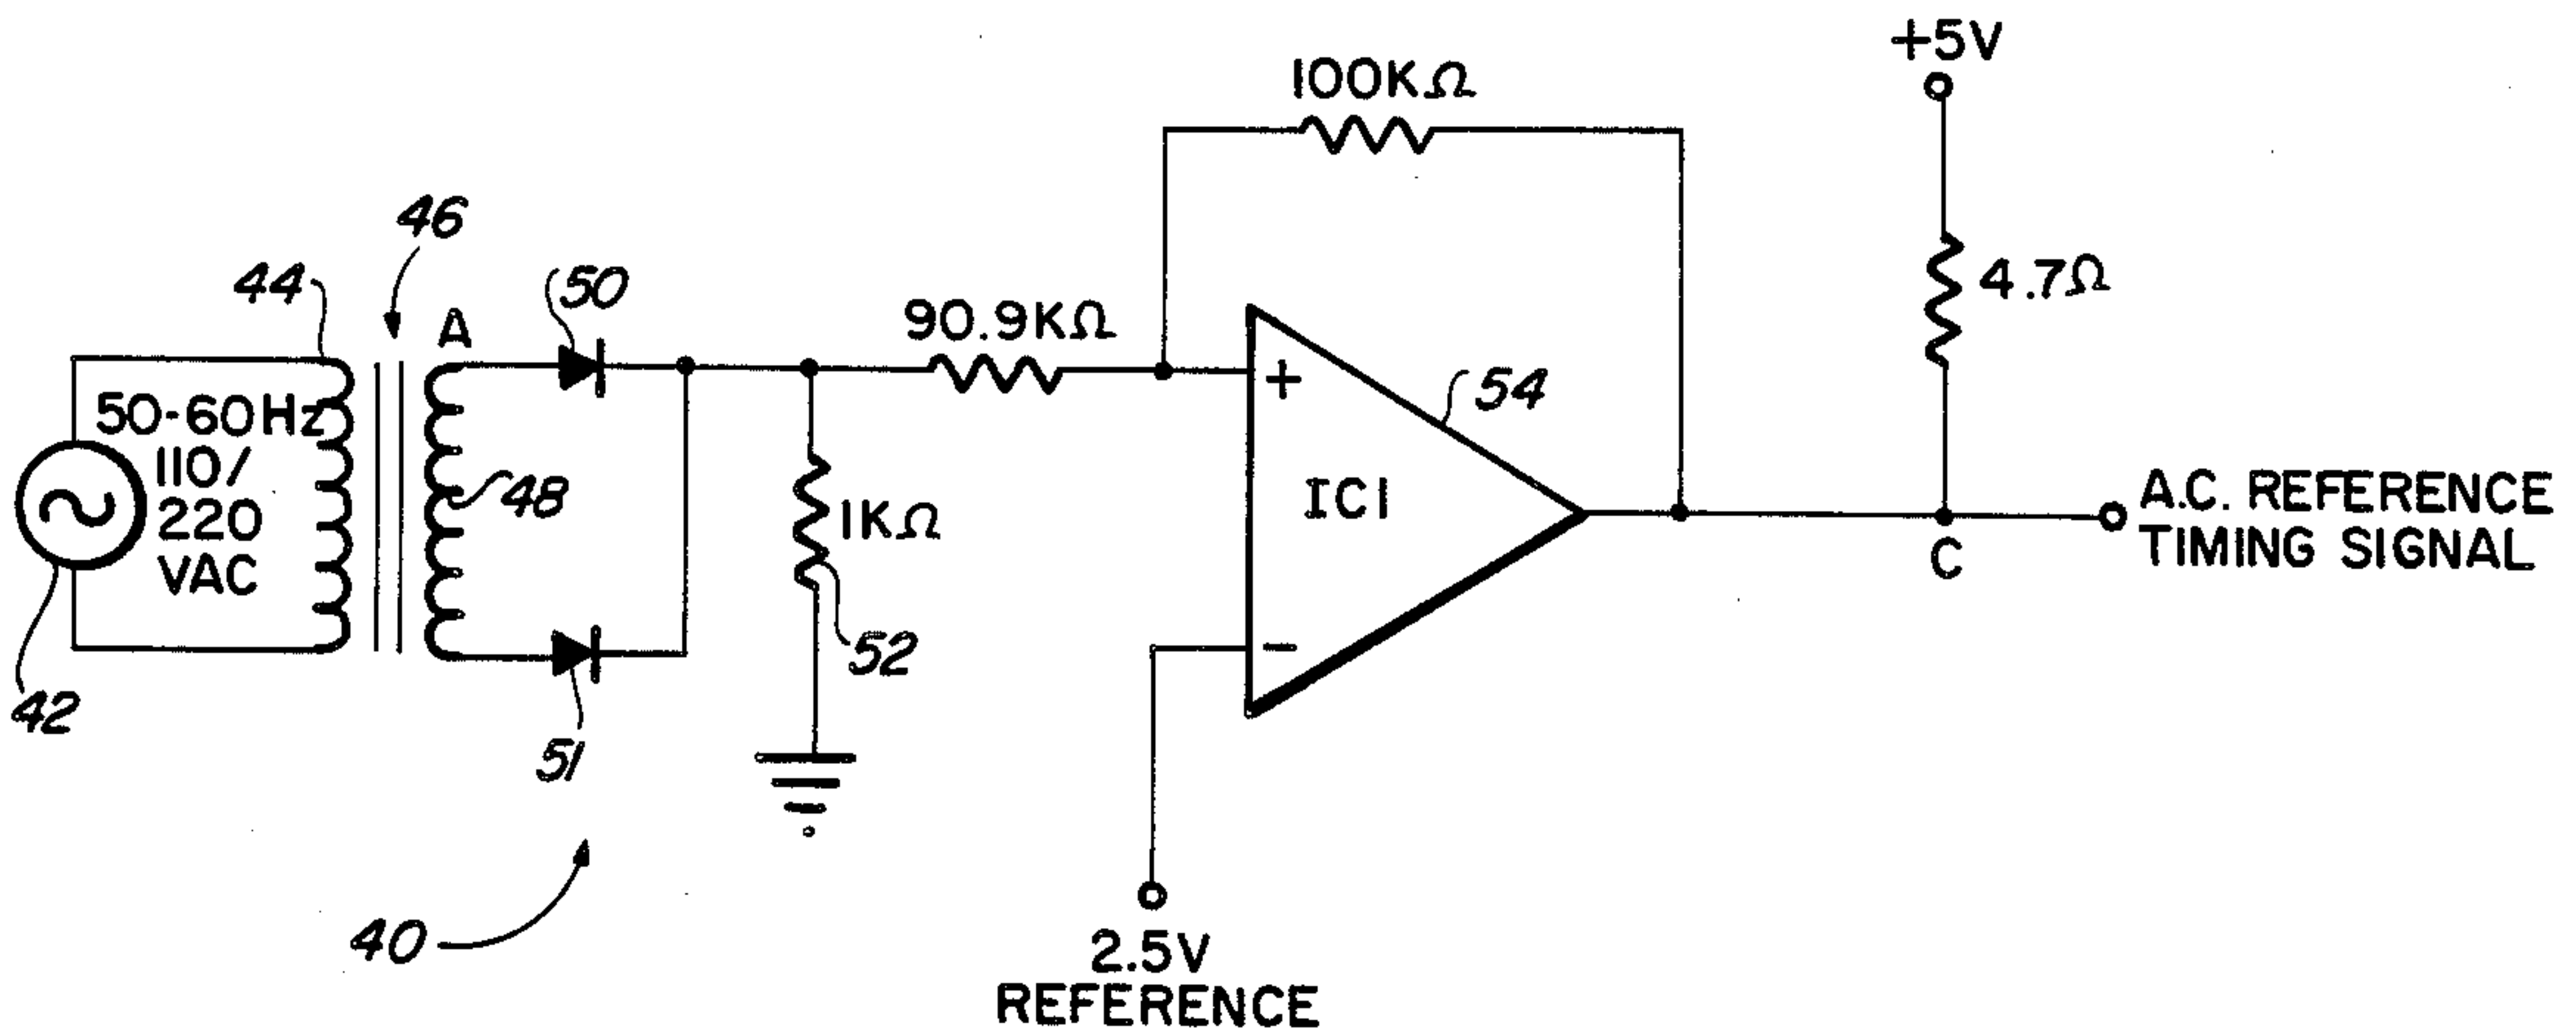 +5V
100KΩ
46
44
50
A
90.9KΩ
4.7Ω
50-60Hz
110/
220
VAC
+
54
48
IC1
1KΩ
A.C. REFERENCE
TIMING SIGNAL
C
52
−
42
51
40
2.5V
REFERENCE